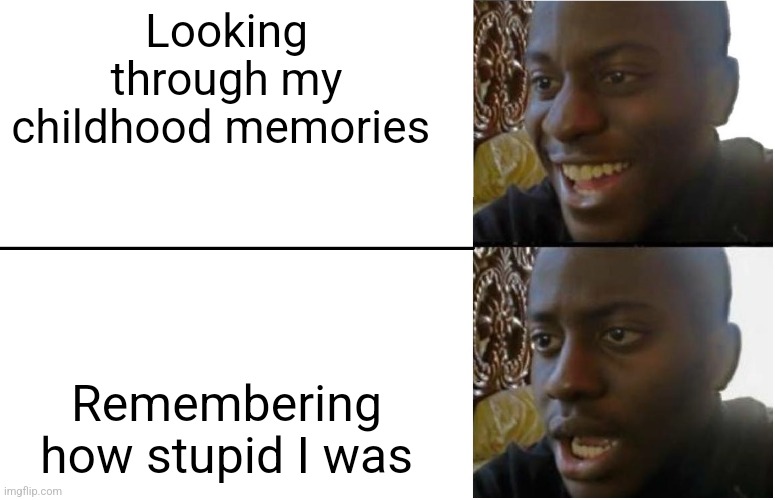 Looking
through my
childhood memories
Remembering
how stupid I was
imgflip.com